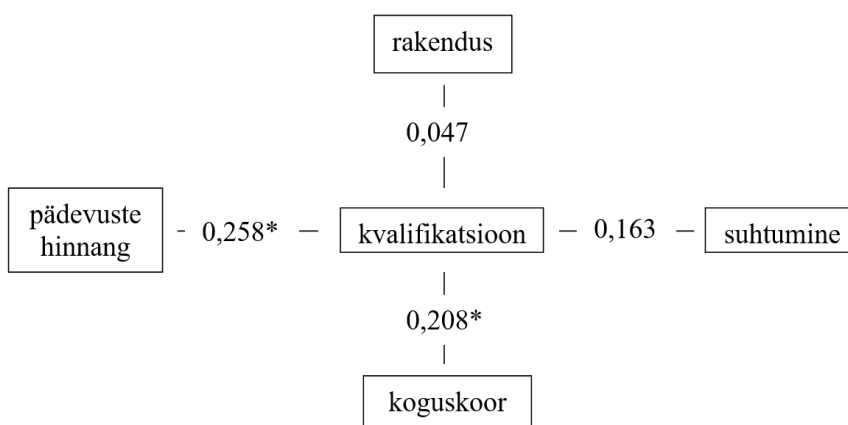 rakendus
0,047
pädevuste
hinnang
0,258*
kvalifikatsioon
0,163
suhtumine
0,208*
koguskoor